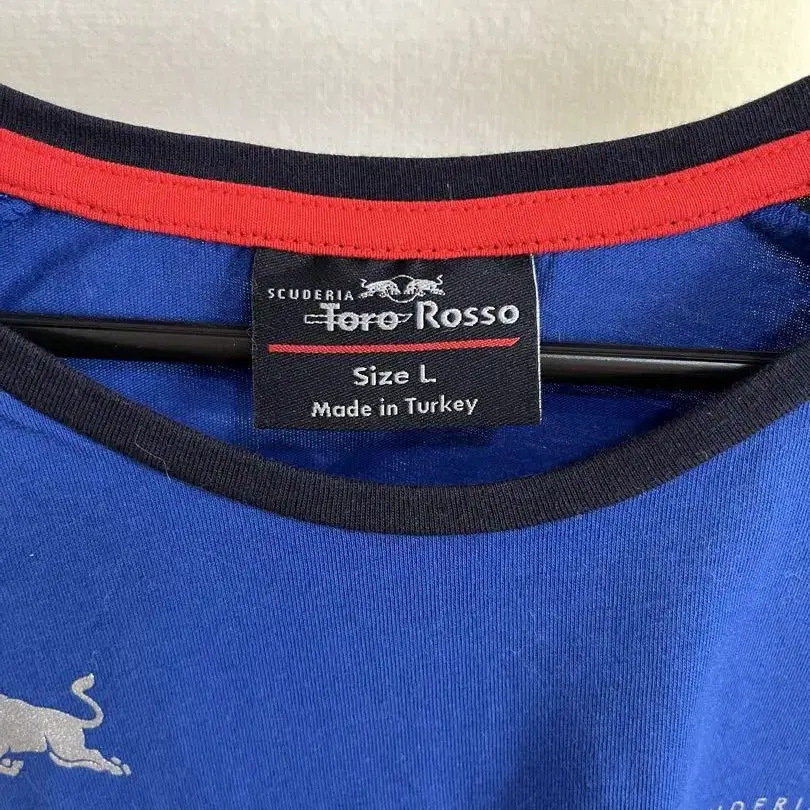 SCUDERIA
Toro Rosso
Size L
Made in Turkey